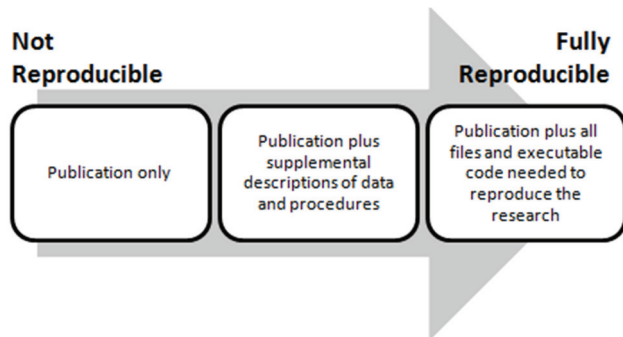 Not
Reproducible
Fully
Reproducible
Publication only
Publication plus
supplemental
descriptions of data
and procedures
Publication plus all
files and executable
code needed to
reproduce the
research